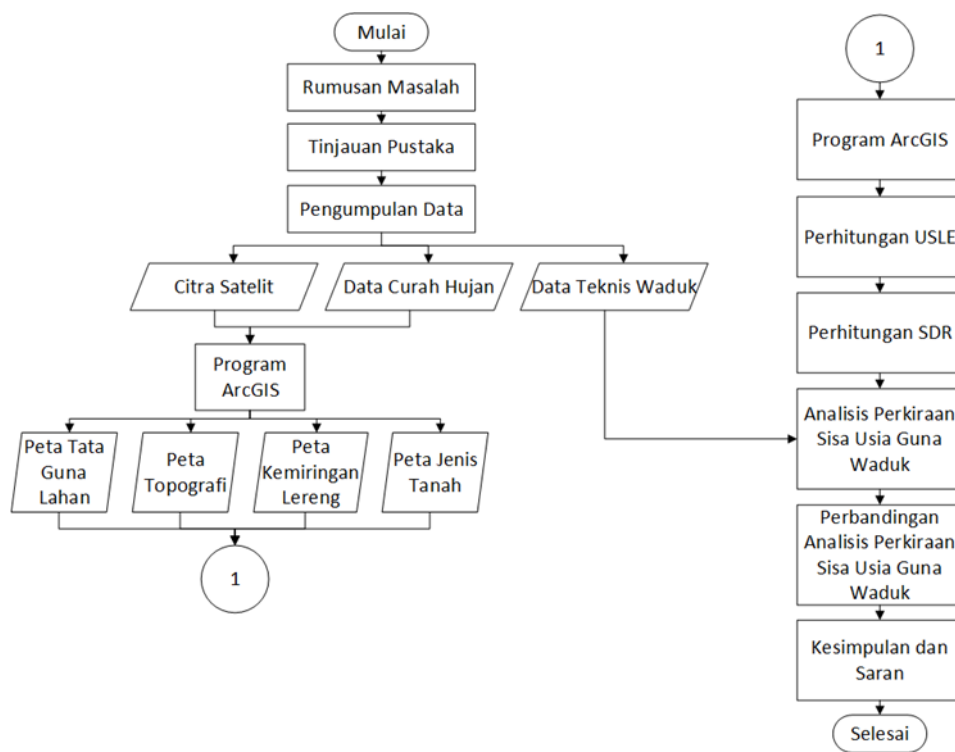 Mulai
Rumusan Masalah
Tinjauan Pustaka
Pengumpulan Data
Citra Satelit
Data Curah Hujan
Data Teknis Waduk
Program
ArcGIS
Peta Tata
Guna
Lahan
Peta
Topografi
Peta
Kemiringan
Lereng
Peta Jenis
Tanah
1
1
Program ArcGIS
Perhitungan USLE
Perhitungan SDR
Analisis Perkiraan
Sisa Usia Guna
Waduk
Perbandingan
Analisis Perkiraan
Sisa Usia Guna
Waduk
Kesimpulan dan
Saran
Selesai